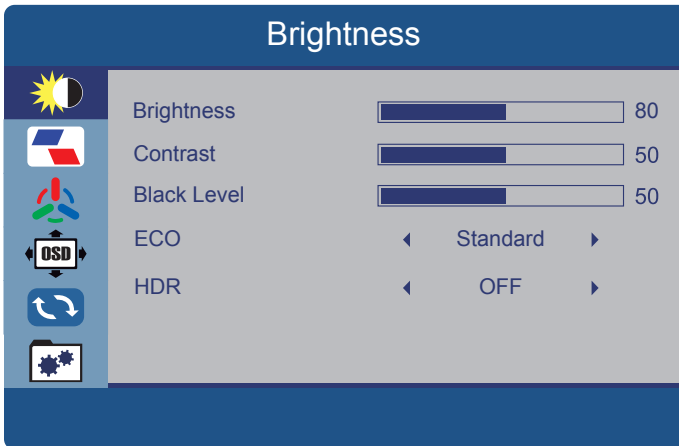 Brightness
Brightness 80
Contrast 50
Black Level 50
ECO Standard
HDR OFF
OSD